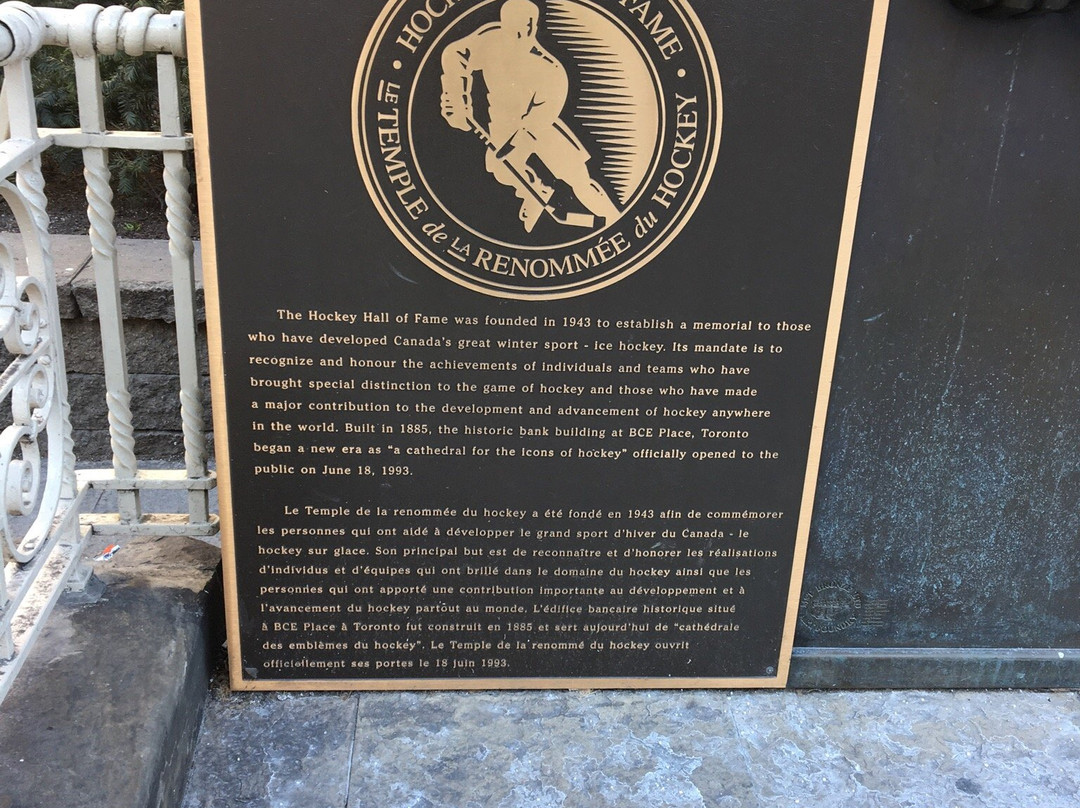 HOCKEY
FAME
LE TEMPLE de LA RENOMMÉE du HOCKEY
The Hockey Hall of Fame was founded in 1943 to establish a memorial to those
who have developed Canada's great winter sport - ice hockey. Its mandate is to
recognize and honour the achievements of individuals and teams who have
brought special distinction to the game of hockey and those who have made
a major contribution to the development and advancement of hockey anywhere
in the world. Built in 1885, the historic bank building at BCE Place, Toronto
began a new era as "a cathedral for the icons of hockey" officially opened to the
public on June 18, 1993.
Le Temple de la renommée du hockey a été fondé en 1943 afin de commémorer
les personnes qui ont aidé à développer le grand sport d'hiver du Canada - le
hockey sur glace. Son principal but est de reconnaître et d'honorer les réalisations
d'individus et d'équipes qui ont brillé dans le domaine du hockey ainsi que les
personnes qui ont apporté une contribution importante au développement et à
l'avancement du hockey partout au monde. L'édifice bancaire historique situé
à BCE Place à Toronto fut construit en 1885 et sert aujourd'hui de "cathédrale
des emblèmes du hockey". Le Temple de la renommé du hockey ouvrit
officiellement ses portes le 18 juin 1993.